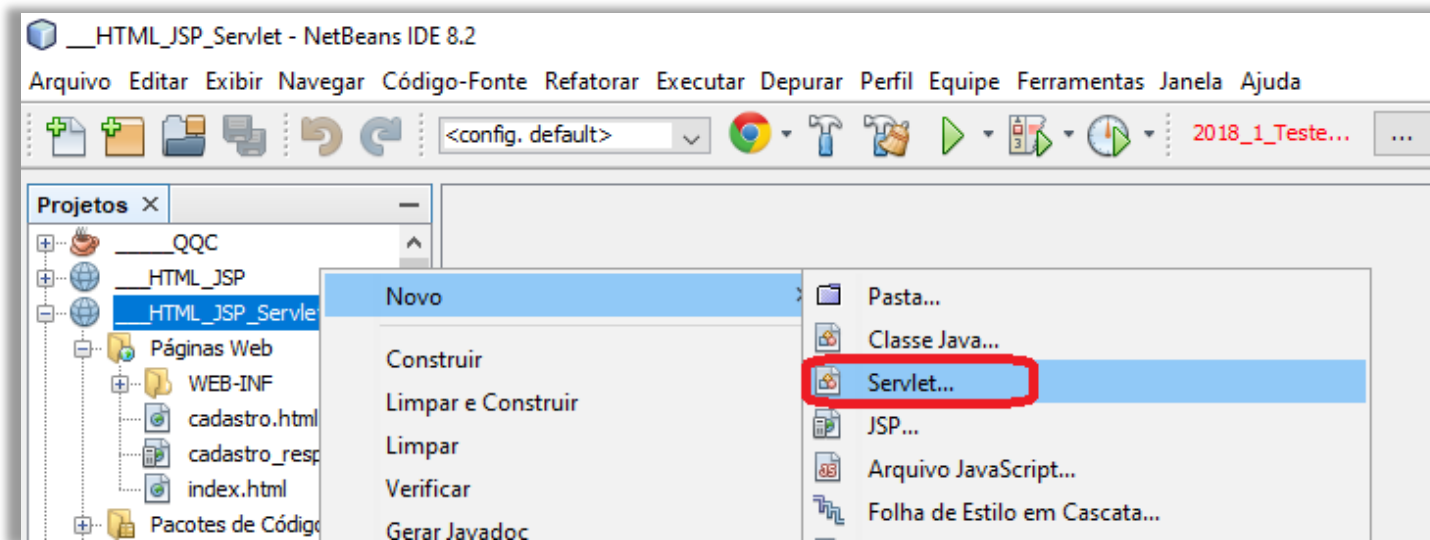 ___HTML_JSP_Servlet - NetBeans IDE 8.2
Arquivo Editar Exibir Navegar Código-Fonte Refatorar Executar Depurar Perfil Equipe Ferramentas Janela Ajuda
<config. default> 2018_1_Teste... ...
Projetos
_____QQC
___HTML_JSP
___HTML_JSP_Servle
Páginas Web
WEB-INF
cadastro.html
cadastro_resp
index.html
Pacotes de Códig
Novo
Construir
Limpar e Construir
Limpar
Verificar
Gerar Javadoc
Pasta...
Classe Java...
Servlet...
JSP...
Arquivo JavaScript...
Folha de Estilo em Cascata...